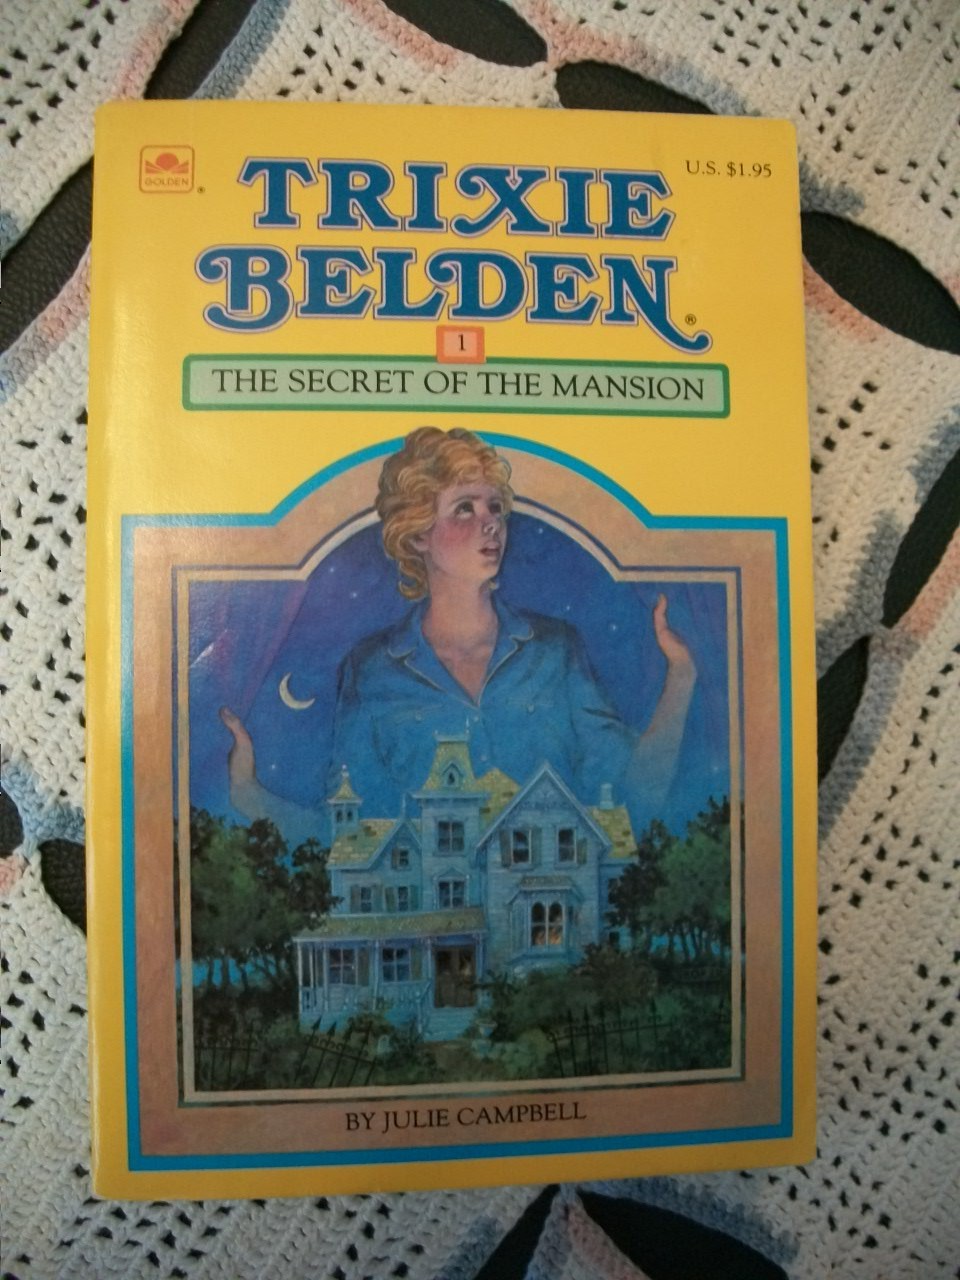 GOLDEN
U.S. $1.95
TRIXIE
BELDEN®
1
THE SECRET OF THE MANSION
BY JULIE CAMPBELL